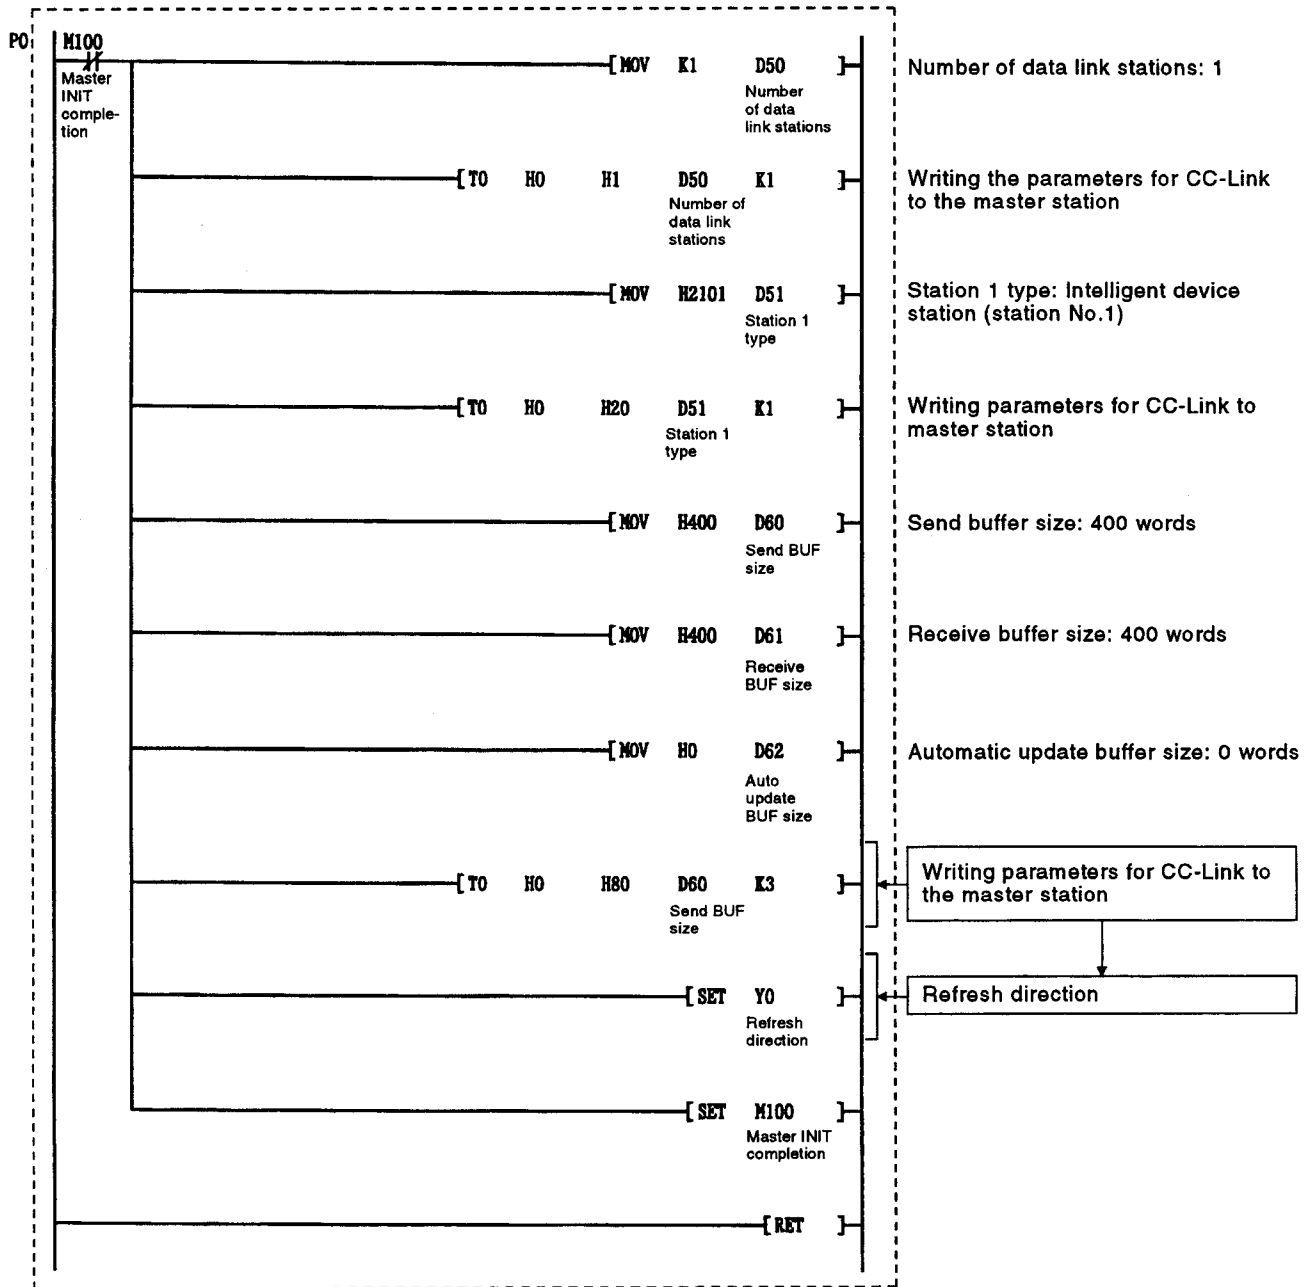 P0 M100
Master
INIT
comple-
tion
[MOV K1 D50 ]
Number
of data
link stations
Number of data link stations: 1
[TO H0 H1 D50 K1 ]
Number of
data link
stations
Writing the parameters for CC-Link
to the master station
[MOV H2101 D51 ]
Station 1
type
Station 1 type: Intelligent device
station (station No.1)
[TO H0 H20 D51 K1 ]
Station 1
type
Writing parameters for CC-Link to
master station
[MOV H400 D60 ]
Send BUF
size
Send buffer size: 400 words
[MOV H400 D61 ]
Receive
BUF size
Receive buffer size: 400 words
[MOV H0 D62 ]
Auto
update
BUF size
Automatic update buffer size: 0 words
[TO H0 H80 D60 K3 ]
Send BUF
size
Writing parameters for CC-Link to
the master station
[SET Y0 ]
Refresh
direction
Refresh direction
[SET M100 ]
Master INIT
completion
[RET ]